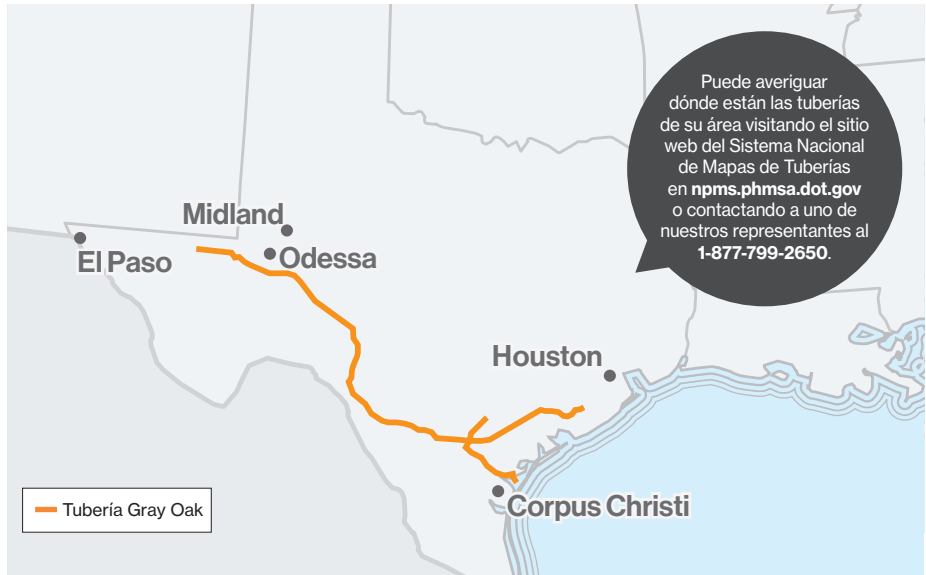 Puede averiguar
dónde están las tuberías
de su área visitando el sitio
web del Sistema Nacional
de Mapas de Tuberías
en npms.phmsa.dot.gov
o contactando a uno de
nuestros representantes al
1-877-799-2650.
Midland
El Paso
Odessa
Houston
Corpus Christi
Tubería Gray Oak